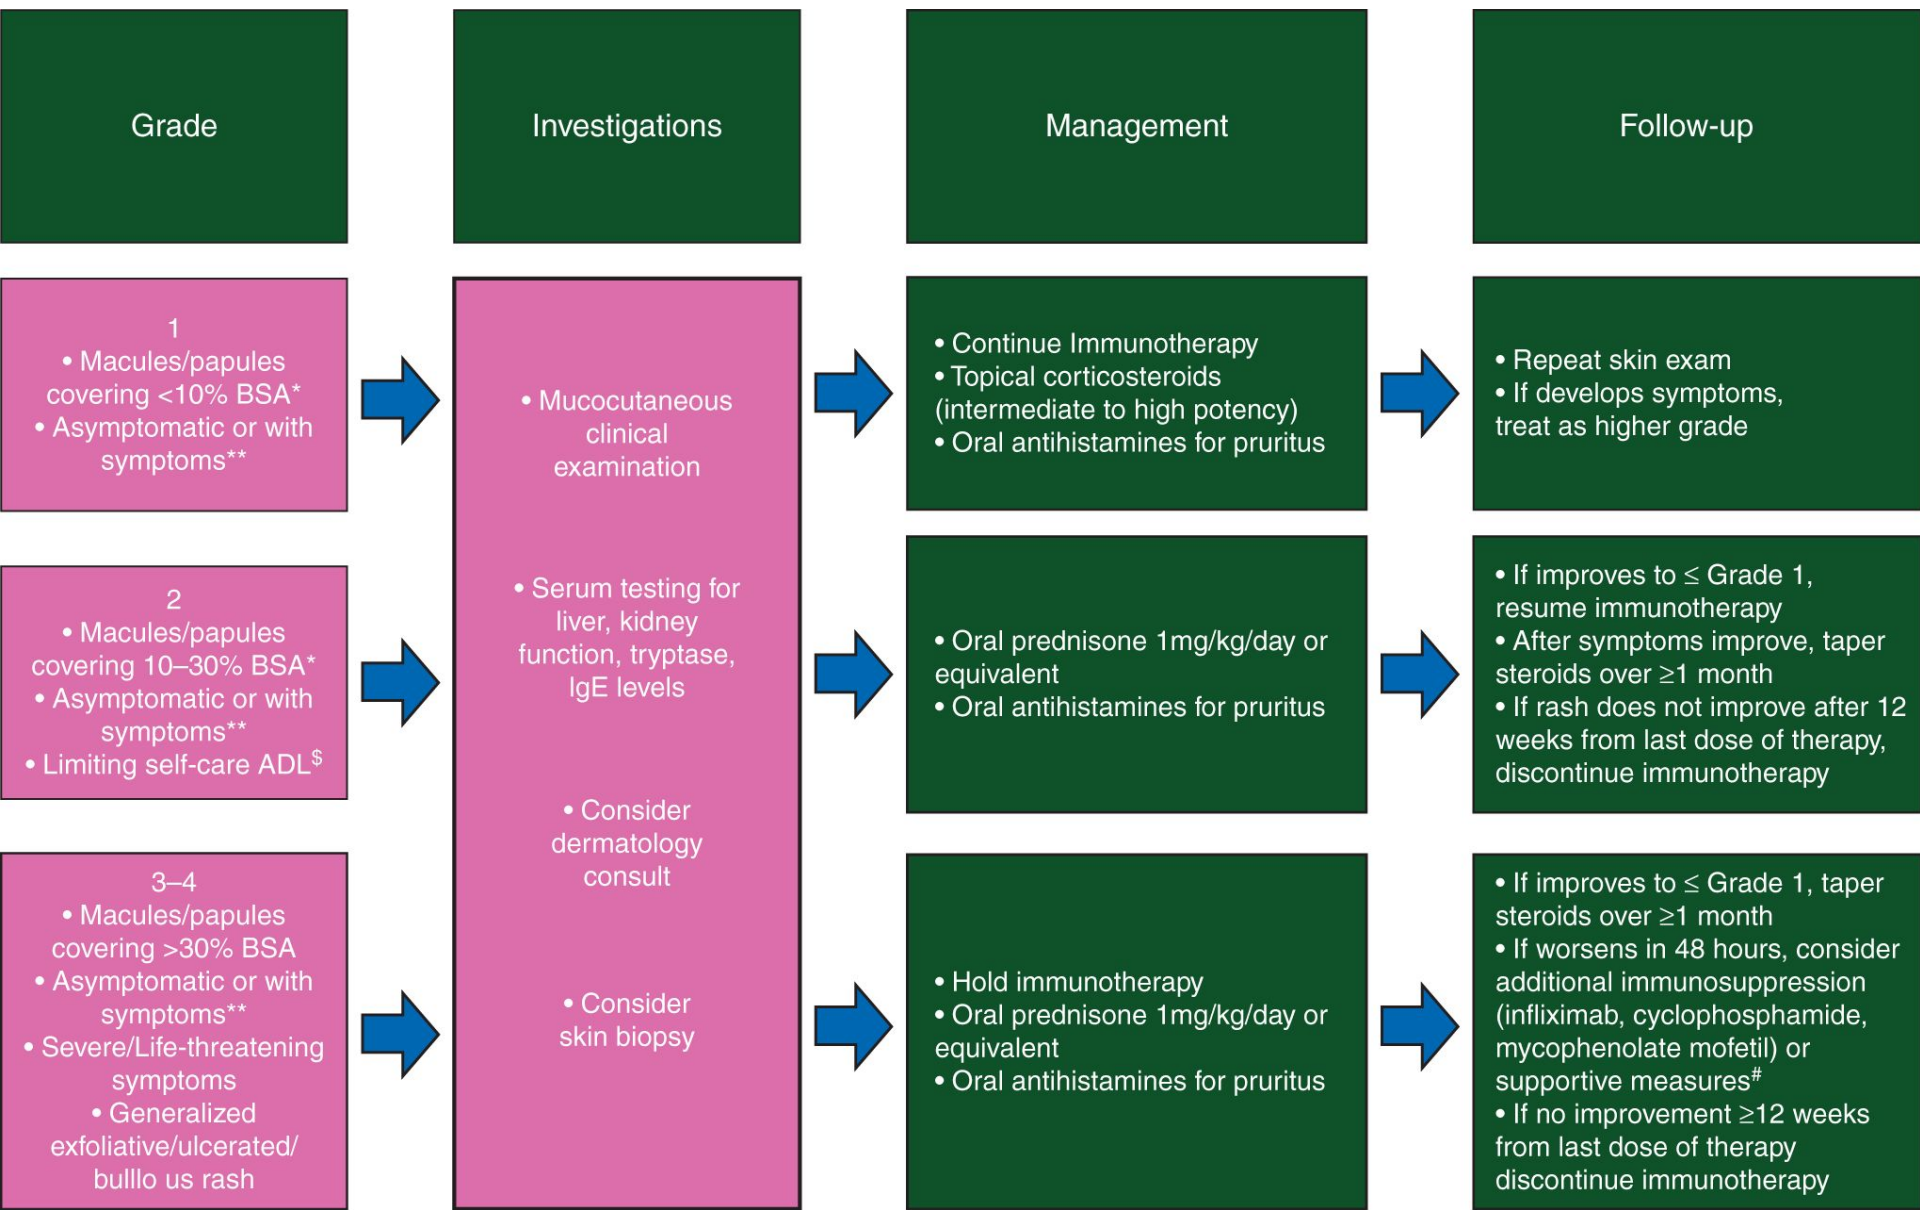 Grade
Investigations
Management
Follow-up
1
• Macules/papules
covering <10% BSA*
• Asymptomatic or with
symptoms**
• Mucocutaneous
clinical
examination
• Serum testing for
liver, kidney
function, tryptase,
IgE levels
• Consider
dermatology
consult
• Consider
skin biopsy
• Continue Immunotherapy
• Topical corticosteroids
(intermediate to high potency)
• Oral antihistamines for pruritus
• Repeat skin exam
• If develops symptoms,
treat as higher grade
2
• Macules/papules
covering 10–30% BSA*
• Asymptomatic or with
symptoms**
• Limiting self-care ADL$
• Oral prednisone 1mg/kg/day or
equivalent
• Oral antihistamines for pruritus
• If improves to ≤ Grade 1,
resume immunotherapy
• After symptoms improve, taper
steroids over ≥1 month
• If rash does not improve after 12
weeks from last dose of therapy,
discontinue immunotherapy
3–4
• Macules/papules
covering >30% BSA
• Asymptomatic or with
symptoms**
• Severe/Life-threatening
symptoms
• Generalized
exfoliative/ulcerated/
bulllo us rash
• Hold immunotherapy
• Oral prednisone 1mg/kg/day or
equivalent
• Oral antihistamines for pruritus
• If improves to ≤ Grade 1, taper
steroids over ≥1 month
• If worsens in 48 hours, consider
additional immunosuppression
(infliximab, cyclophosphamide,
mycophenolate mofetil) or
supportive measures#
• If no improvement ≥12 weeks
from last dose of therapy
discontinue immunotherapy